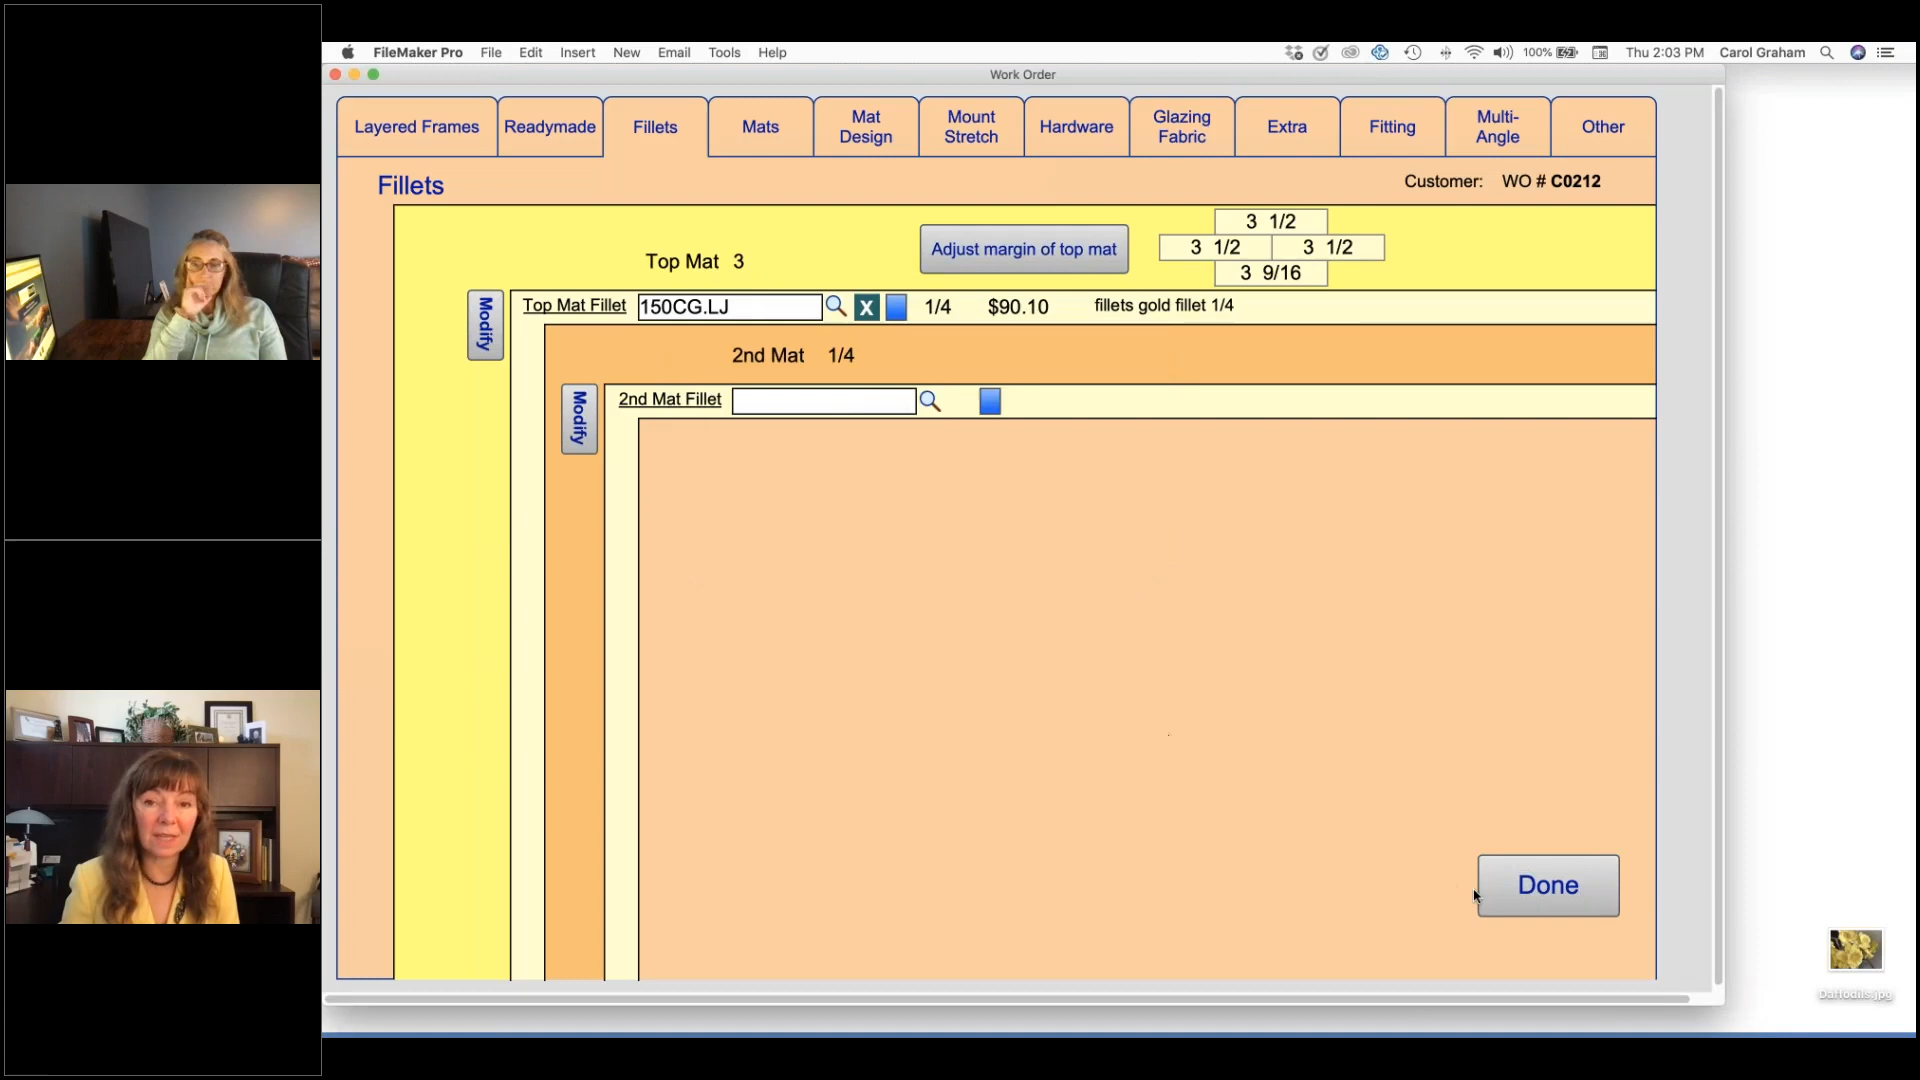 FileMaker Pro File Edit Insert New Email Tools Help 100% Thu 2:03 PM Carol Graham
Work Order
Layered Frames
Readymade
Fillets
Mats
Mat
Design
Mount
Stretch
Hardware
Glazing
Fabric
Extra
Fitting
Multi-
Angle
Other
Fillets
Customer: WO # C0212
3 1/2
Top Mat 3
Adjust margin of top mat
3 1/2 3 1/2
3 9/16
Modify
Top Mat Fillet 150CG.LJ X 1/4 $90.10 fillets gold fillet 1/4
2nd Mat 1/4
Modify
2nd Mat Fillet
Done
Daffodils.jpg